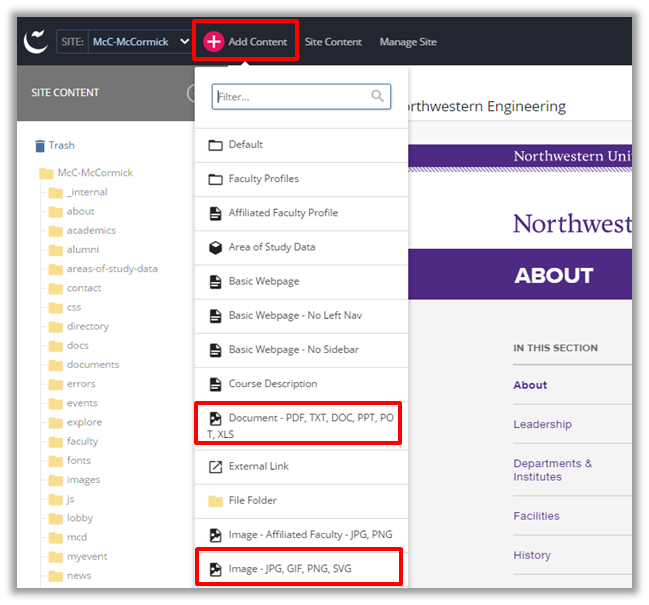 SITE: McC-McCormick Add Content Site Content Manage Site
SITE CONTENT
Trash
McC-McCormick
_internal
about
academics
alumni
areas-of-study-data
contact
css
directory
docs
documents
errors
events
explore
faculty
fonts
images
js
lobby
mcd
myevent
news
Filter...
Default
Faculty Profiles
Affiliated Faculty Profile
Area of Study Data
Basic Webpage
Basic Webpage - No Left Nav
Basic Webpage - No Sidebar
Course Description
Document - PDF, TXT, DOC, PPT, PO
T, XLS
External Link
File Folder
Image - Affiliated Faculty - JPG, PNG
Image - JPG, GIF, PNG, SVG
rthwestern Engineering
Northwestern Uni
Northwest
ABOUT
IN THIS SECTION
About
Leadership
Departments &
Institutes
Facilities
History